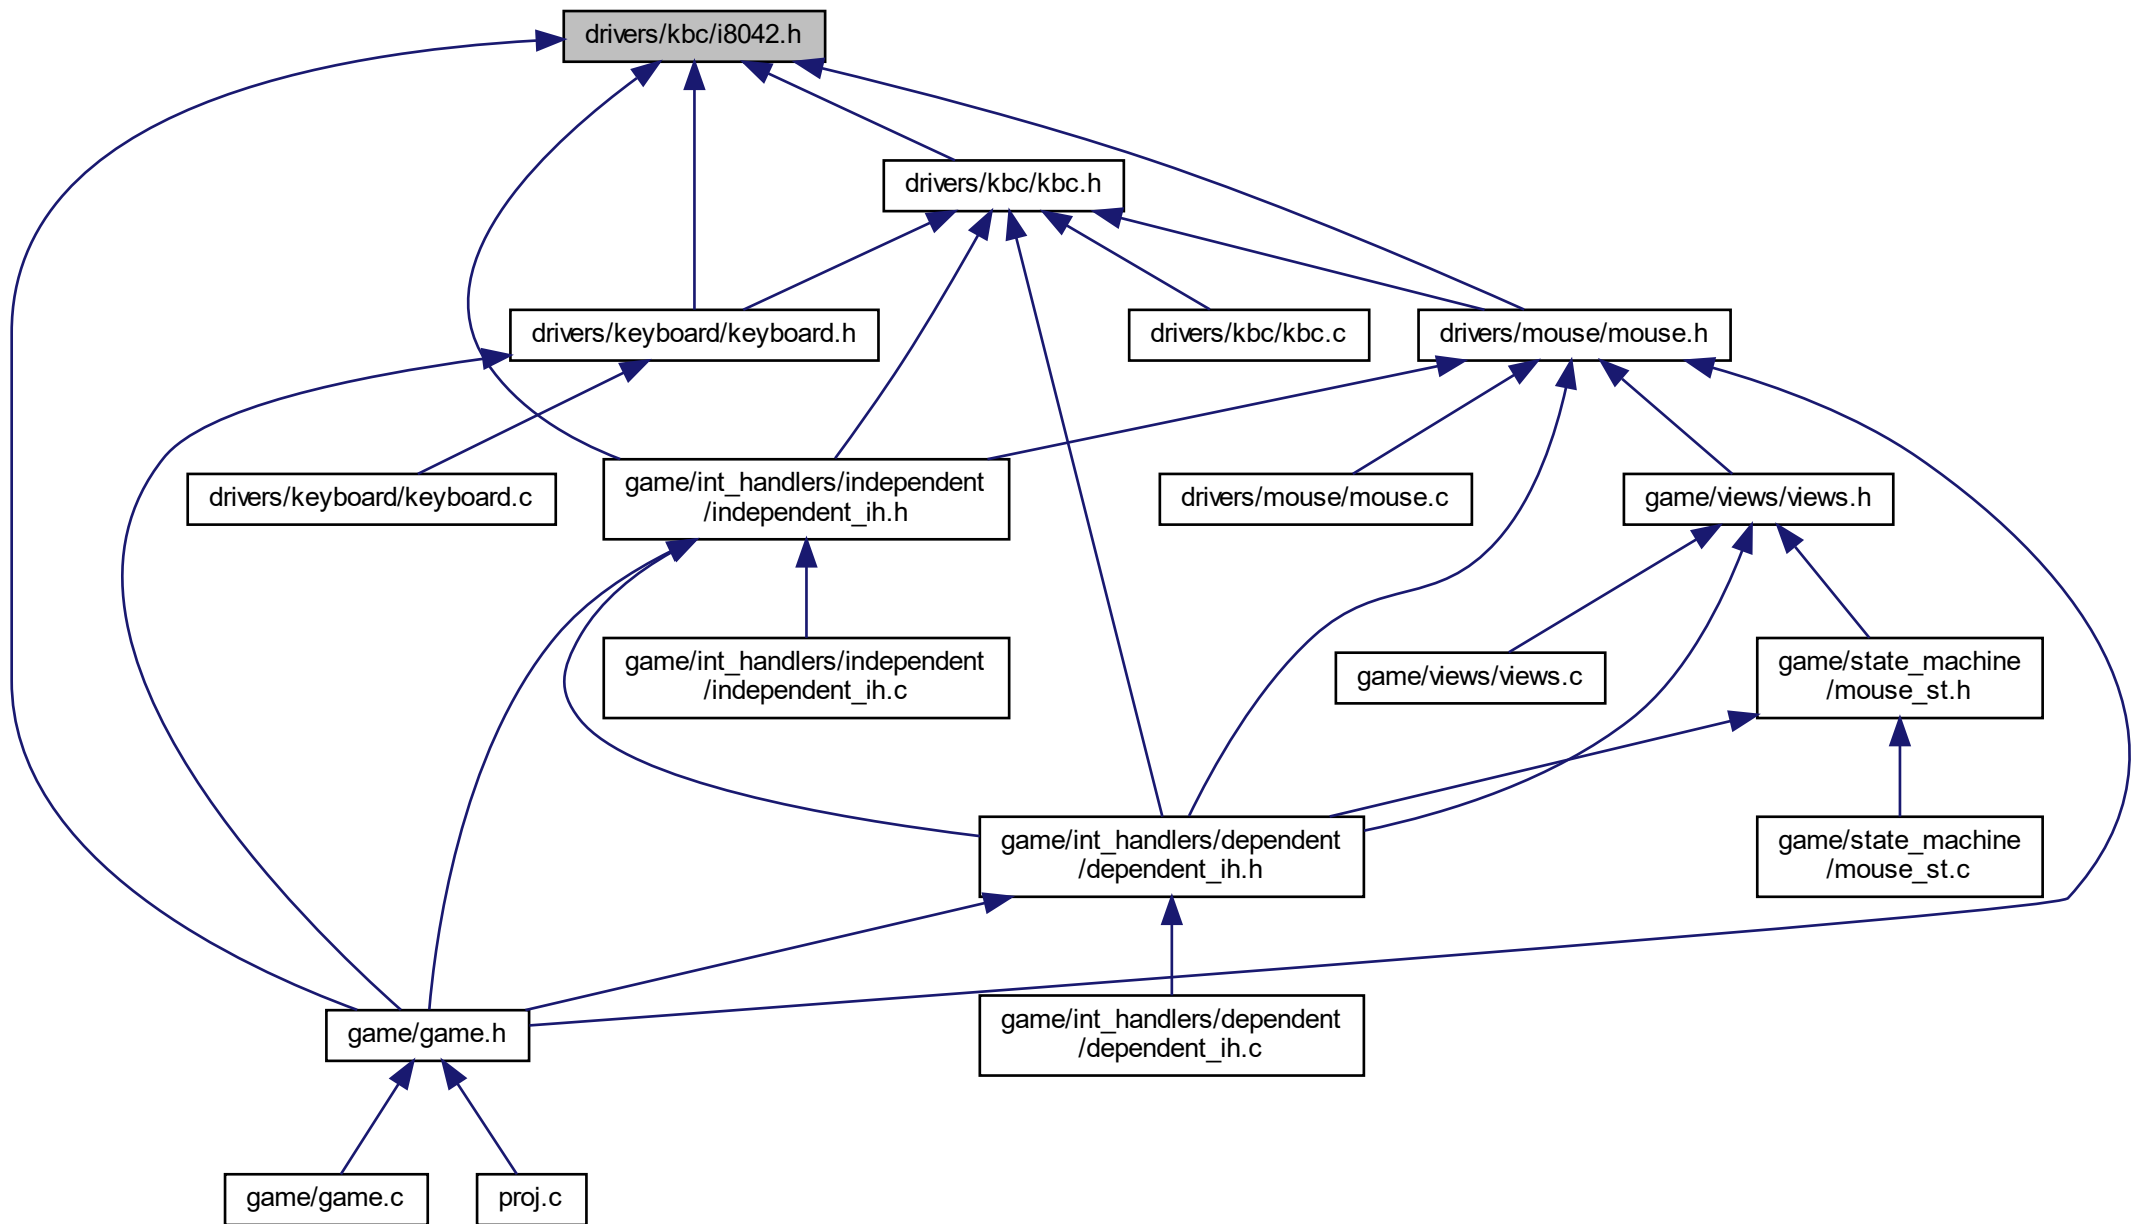 drivers/kbc/i8042.h
drivers/kbc/kbc.h
drivers/keyboard/keyboard.h
drivers/kbc/kbc.c
drivers/mouse/mouse.h
drivers/keyboard/keyboard.c
game/int_handlers/independent
/independent_ih.h
drivers/mouse/mouse.c
game/views/views.h
game/int_handlers/independent
/independent_ih.c
game/views/views.c
game/state_machine
/mouse_st.h
game/int_handlers/dependent
/dependent_ih.h
game/state_machine
/mouse_st.c
game/game.h
game/int_handlers/dependent
/dependent_ih.c
game/game.c
proj.c